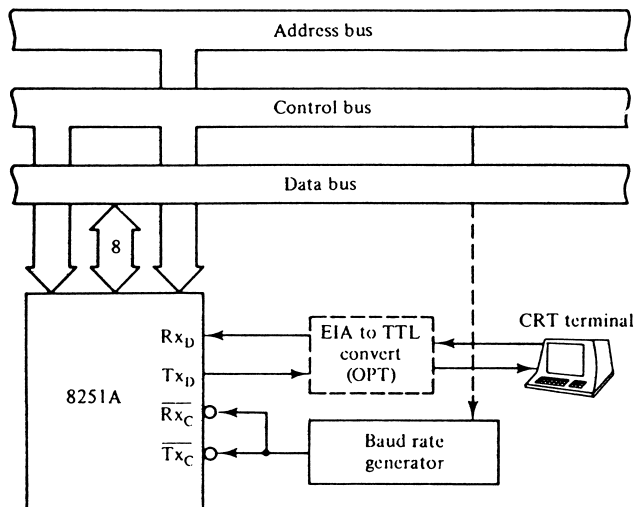 Address bus
Control bus
Data bus
8
CRT terminal
EIA to TTL
convert
(OPT)
RxD
TxD
8251A
RxC
TxC
Baud rate
generator